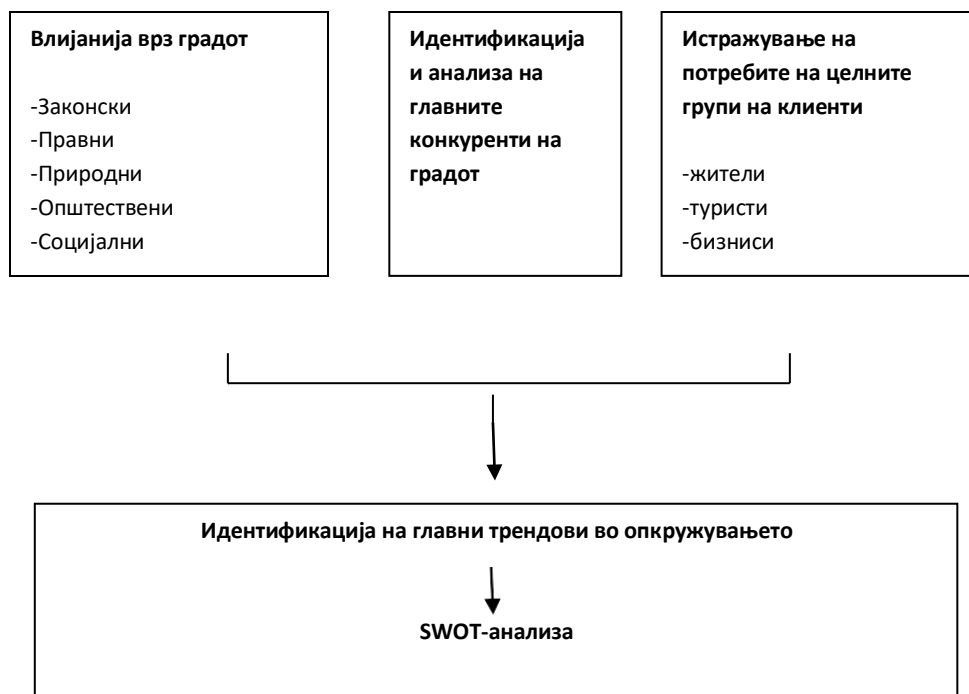 Влијанија врз градот
-Законски
-Правни
-Природни
-Општествени
-Социјални
Идентификација
и анализа на
главните
конкуренти на
градот
Истражување на
потребите на целните
групи на клиенти
-жители
-туристи
-бизниси
Идентификација на главни трендови во опкружувањето
SWOT-анализа